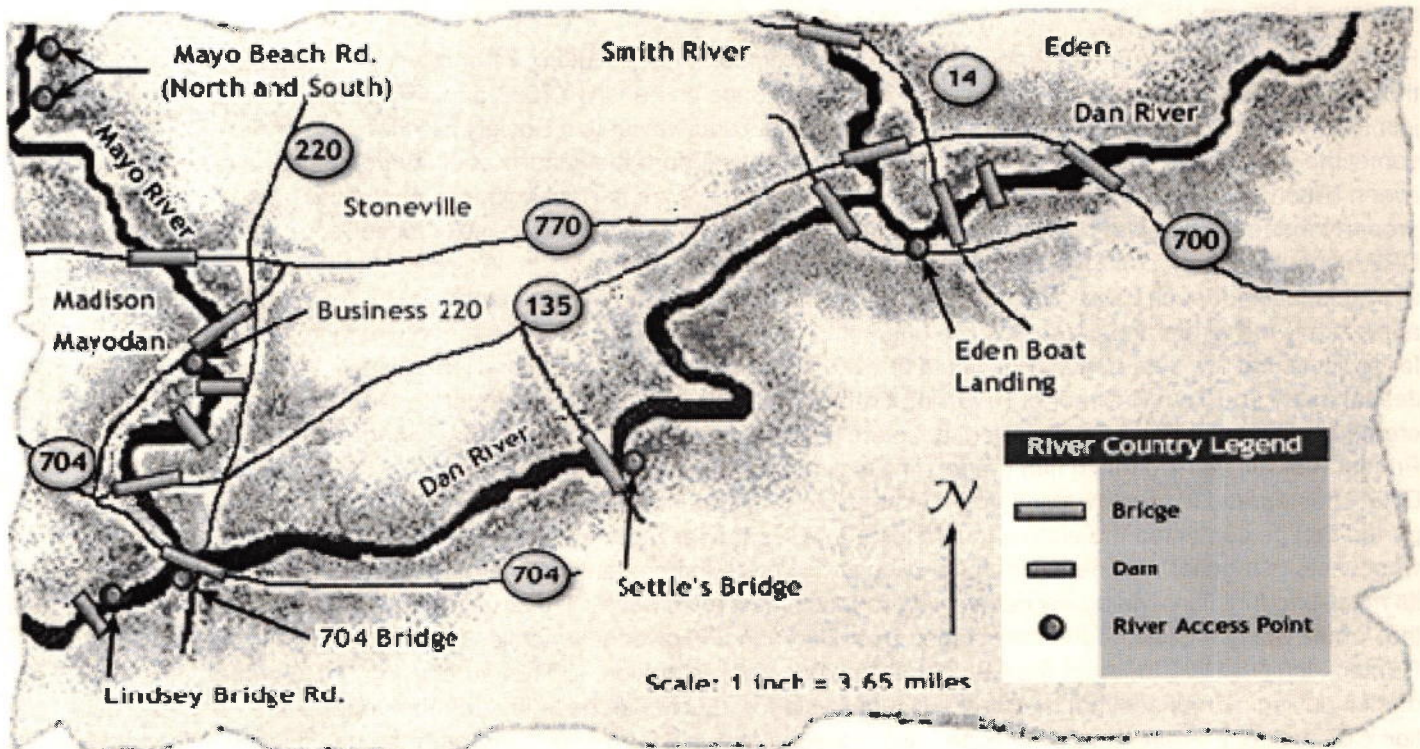 Mayo Beach Rd.
(North and South)
Smith River
Eden
14
Dan River
Mayo River
220
Stoneville
770
700
Madison
Mayodan
Business 220
135
Eden Boat
Landing
704
Dan River
River Country Legend
Bridge
Dam
River Access Point
N
704
Settle's Bridge
704 Bridge
Lindsey Bridge Rd.
Scale: 1 inch = 3.65 miles